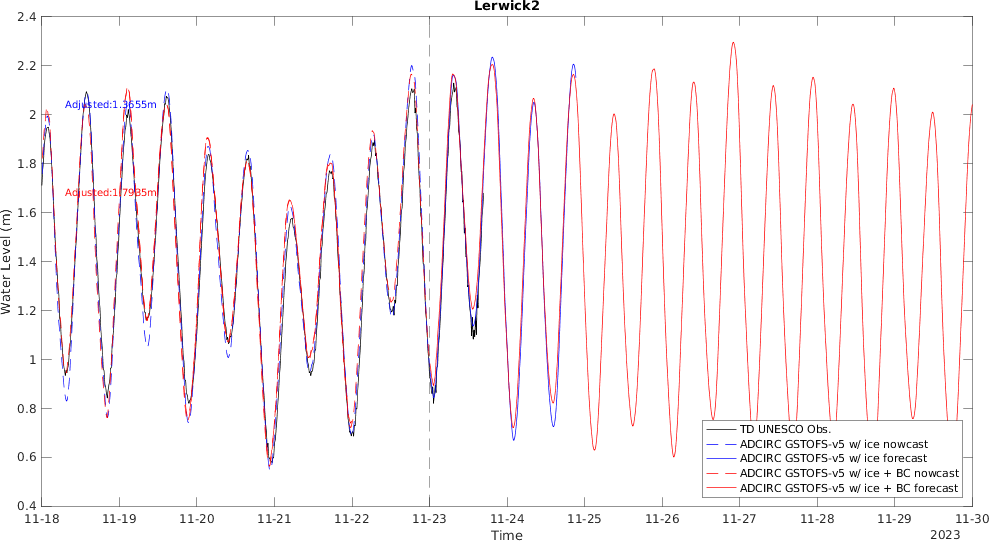 Lerwick2
2.4
2.2
2
1.8
1.6
1.4
1.2
1
0.8
0.6
0.4
Water Level (m)
Adjusted:1.3655m
Adjusted:1.7935m
TD UNESCO Obs.
ADCIRC GSTOFS-v5 w/ ice nowcast
ADCIRC GSTOFS-v5 w/ ice forecast
ADCIRC GSTOFS-v5 w/ ice + BC nowcast
ADCIRC GSTOFS-v5 w/ ice + BC forecast
11-18 11-19 11-20 11-21 11-22 11-23 11-24 11-25 11-26 11-27 11-28 11-29 11-30
Time
2023